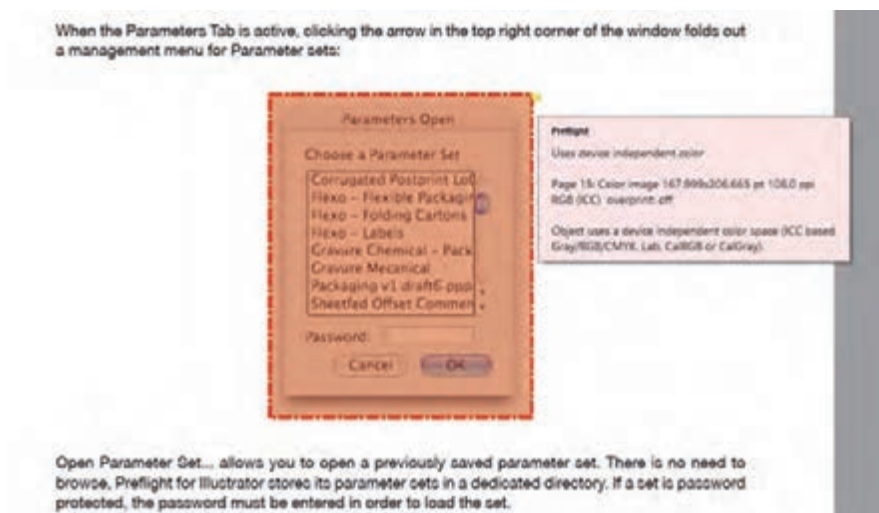 When the Parameters Tab is active, clicking the arrow in the top right corner of the window folds out
a management menu for Parameter sets:
Parameters Open
Choose a Parameter Set
Corrugated Postprint
Flexo – Flexible Packagin
Flexo – Folding Cartons
Flexo – Labels
Gravure Chemical – Pack
Gravure Mecanical
Packaging v1 draft6 ppp
Sheetfed Offset Commer
Password:
Cancel
OK
Preflight
Uses device independent color
Page 15: Color image pt 108.0 ppi
RGB (ICC) overprint: off
Object uses a device independent color space (ICC based
Gray/RGB/CMYK, Lab, CalRGB or CalGray).
Open Parameter Set... allows you to open a previously saved parameter set. There is no need to
browse, Preflight for Illustrator stores its parameter sets in a dedicated directory. If a set is password
protected, the password must be entered in order to load the set.